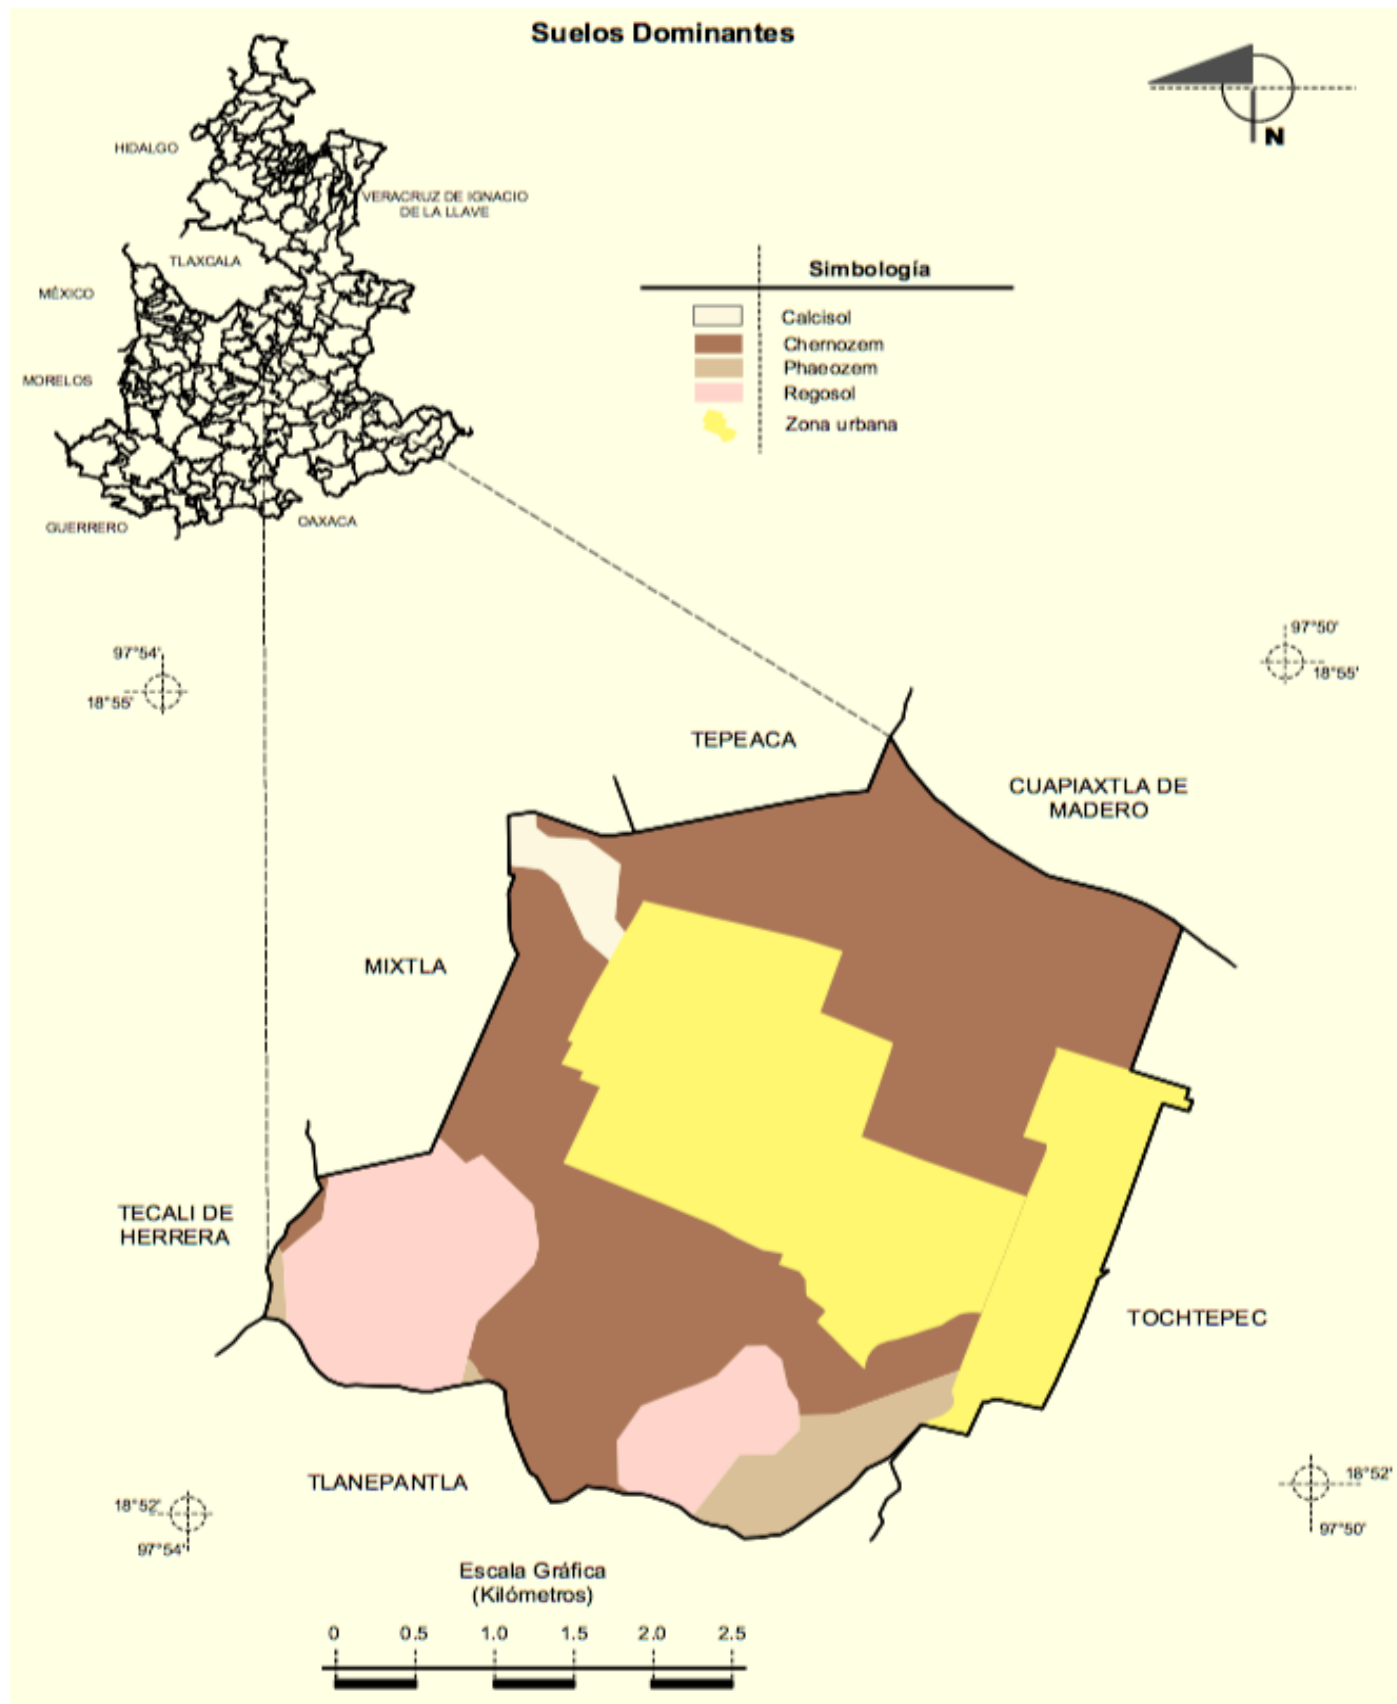 Suelos Dominantes
N
HIDALGO
VERACRUZ DE IGNACIO
DE LA LLAVE
TLAXCALA
MÉXICO
MORELOS
GUERRERO
OAXACA
Simbología
Calcisol
Chernozem
Phaeozem
Regosol
Zona urbana
97°54'
18°55'
97°50'
18°55'
TEPEACA
CUAPIAXTLA DE
MADERO
MIXTLA
TECALI DE
HERRERA
TOCHTEPEC
TLANEPANTLA
18°52'
97°54'
18°52'
97°50'
Escala Gráfica
(Kilómetros)
0 0.5 1.0 1.5 2.0 2.5